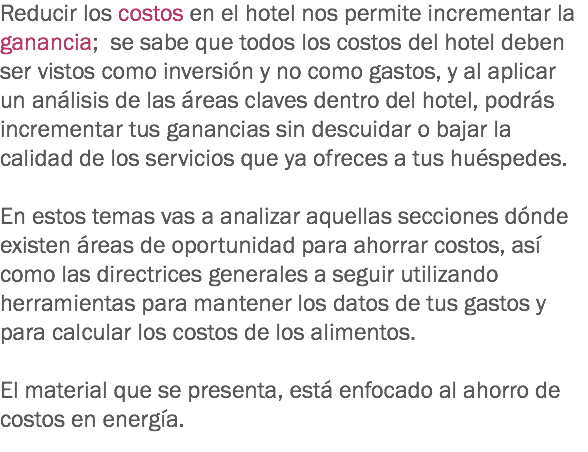 Reducir los costos en el hotel nos permite incrementar la
ganancia;  se sabe que todos los costos del hotel deben
ser vistos como inversión y no como gastos, y al aplicar
un análisis de las áreas claves dentro del hotel, podrás
incrementar tus ganancias sin descuidar o bajar la
calidad de los servicios que ya ofreces a tus huéspedes.

En estos temas vas a analizar aquellas secciones dónde
existen áreas de oportunidad para ahorrar costos, así
como las directrices generales a seguir utilizando
herramientas para mantener los datos de tus gastos y
para calcular los costos de los alimentos.

El material que se presenta, está enfocado al ahorro de
costos en energía.